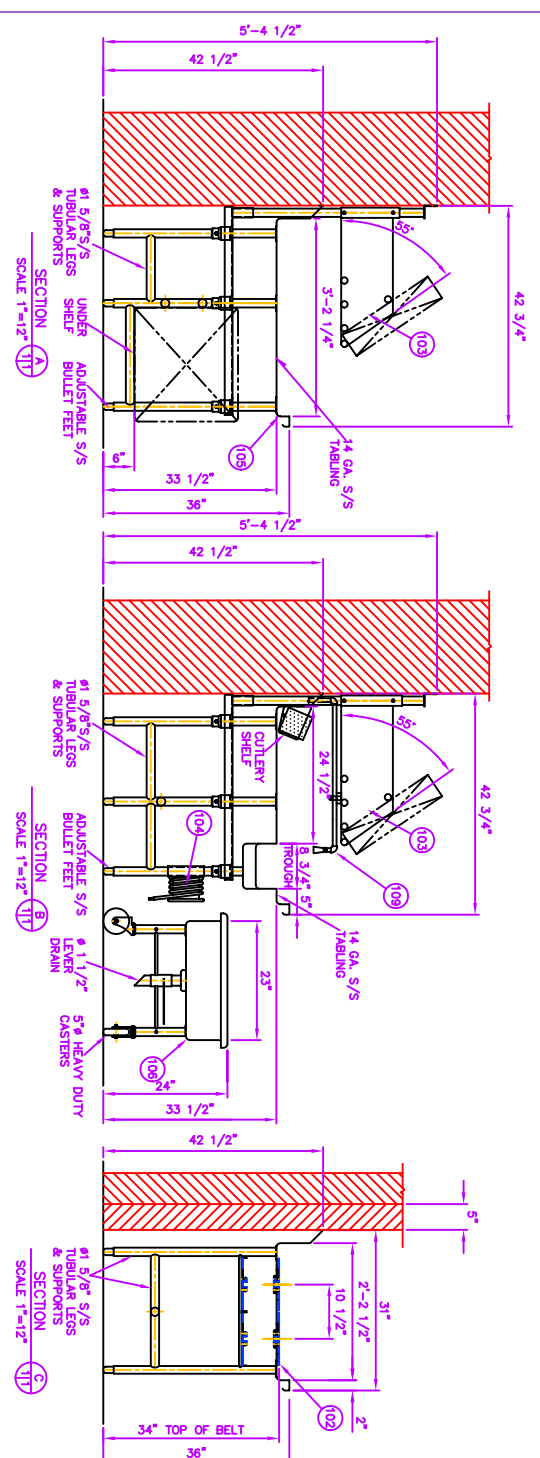 5'-4 1/2"
42 1/2"
42 3/4"
55°
3'-2 1/4"
103
105
14 GA. S/S
TABLING
6"
33 1/2"
36"
Ø1 5/8"S/S
TUBULAR LEGS
& SUPPORTS
UNDER
SHELF
ADJUSTABLE S/S
BULLET FEET
SECTION
SCALE 1"=12"
A
1|1
5'-4 1/2"
42 1/2"
42 3/4"
55°
103
109
CUTLERY
SHELF
24 1/2"
8 3/4"
TROUGH
5"
14 GA. S/S
TABLING
104
23"
106
24"
33 1/2"
Ø1 5/8"S/S
TUBULAR LEGS
& SUPPORTS
ADJUSTABLE S/S
BULLET FEET
Ø 1 1/2"
LEVER
DRAIN
5"Ø HEAVY DUTY
CASTERS
SECTION
SCALE 1"=12"
B
1|1
42 1/2"
5"
31"
2'-2 1/2"
10 1/2"
2"
102
34" TOP OF BELT
36"
Ø1 5/8" S/S
TUBULAR LEGS
& SUPPORTS
SECTION
SCALE 1"=12"
C
1|1